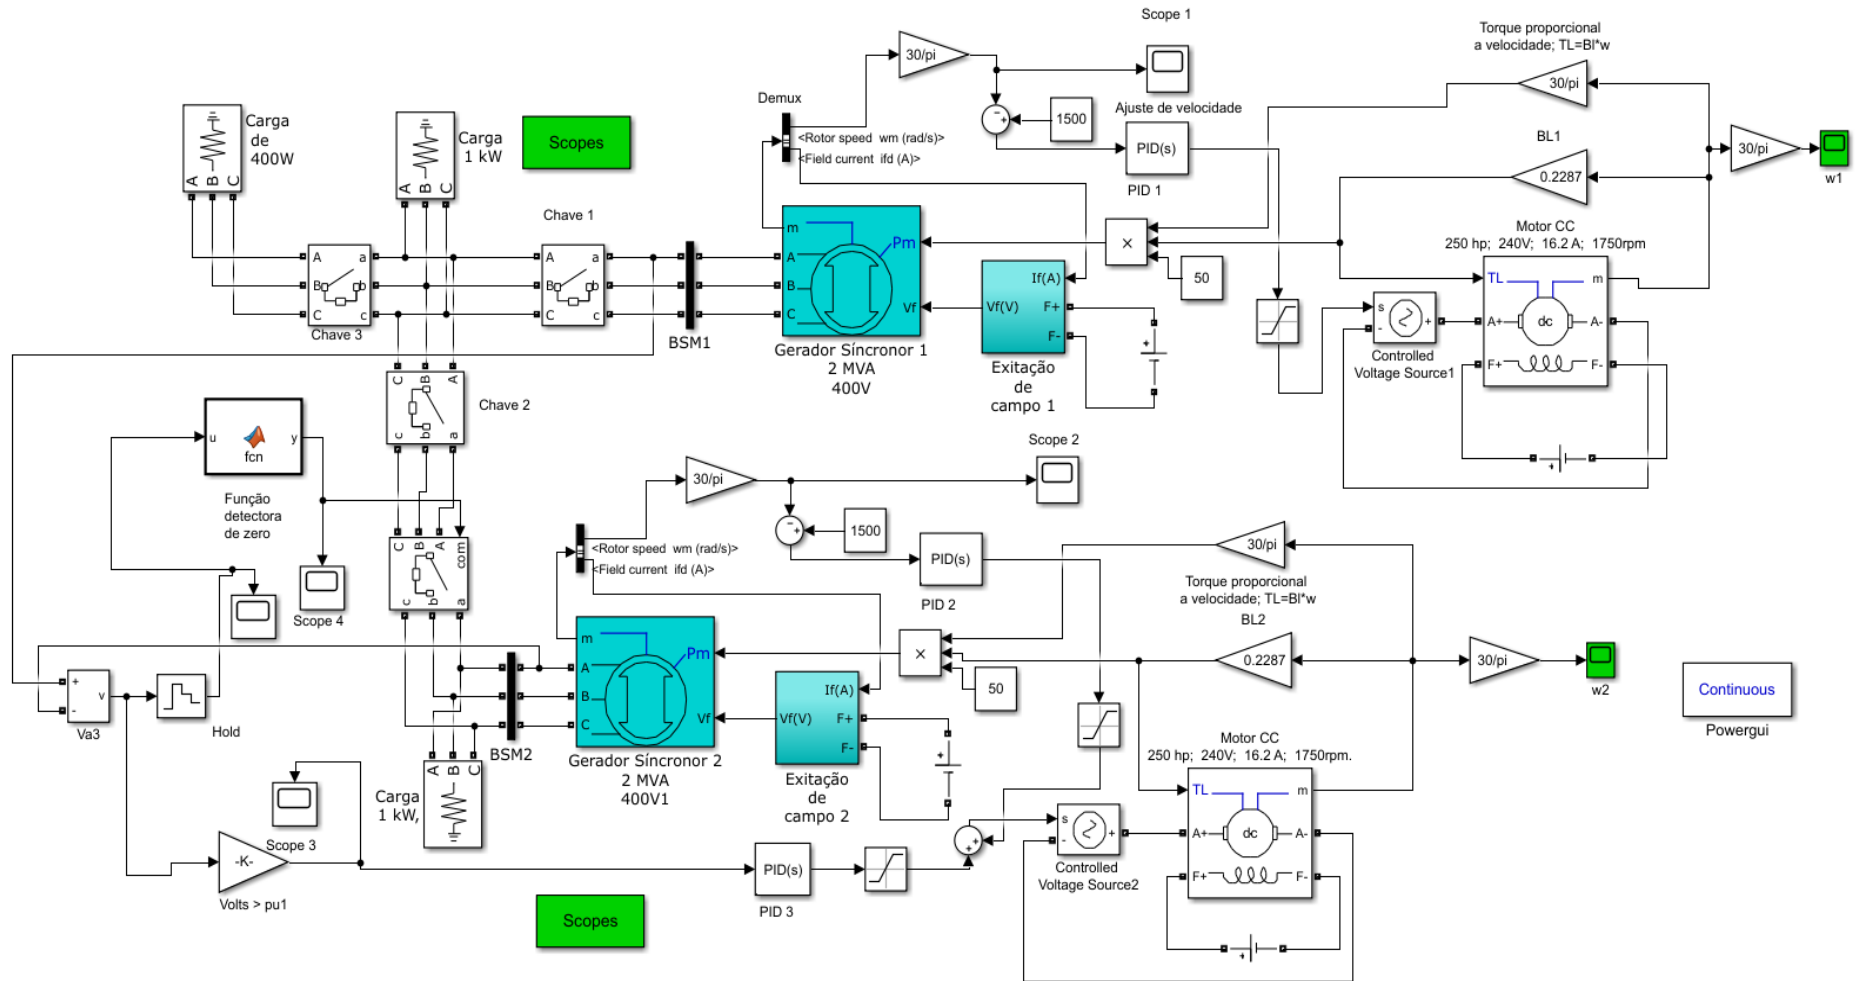 Scope 1
Torque proporcional
a velocidade; TL=Bl*w
30/pi
30/pi
Demux
Ajuste de velocidade
1500
<Rotor speed wm (rad/s)>
<Field current ifd (A)>
PID(s)
PID 1
BL1
0.2287
30/pi
w1
Carga
de
400W
A B C
Carga
1 kW
A B C
Scopes
Chave 1
Chave 3
A a
B b
C c
A a
B b
C c
BSM1
m
Pm
A
B
C
Vf
Gerador Síncronor 1
2 MVA
400V
×
50
If(A)
Vf(V)
F+
F-
Exitação
de
campo 1
Motor CC
250 hp; 240V; 16.2 A; 1750rpm
TL m
A+ dc A-
F+ F-
s
-
+
Controlled
Voltage Source1
C B A
c b a
Chave 2
u fcn y
Função
detectora
de zero
Scope 4
C B A com
c b a
Scope 2
30/pi
1500
<Rotor speed wm (rad/s)>
<Field current ifd (A)>
PID(s)
PID 2
30/pi
Torque proporcional
a velocidade; TL=Bl*w
BL2
0.2287
30/pi
w2
m
Pm
A
B
C
Vf
Gerador Síncronor 2
2 MVA
400V1
BSM2
×
50
If(A)
Vf(V)
F+
F-
Exitação
de
campo 2
Continuous
Powergui
+
-
v
Va3
Hold
A B C
Carga
1 kW,
Scope 3
-K-
Volts > pu1
PID(s)
PID 3
Scopes
s
-
+
Controlled
Voltage Source2
Motor CC
250 hp; 240V; 16.2 A; 1750rpm.
TL m
A+ dc A-
F+ F-